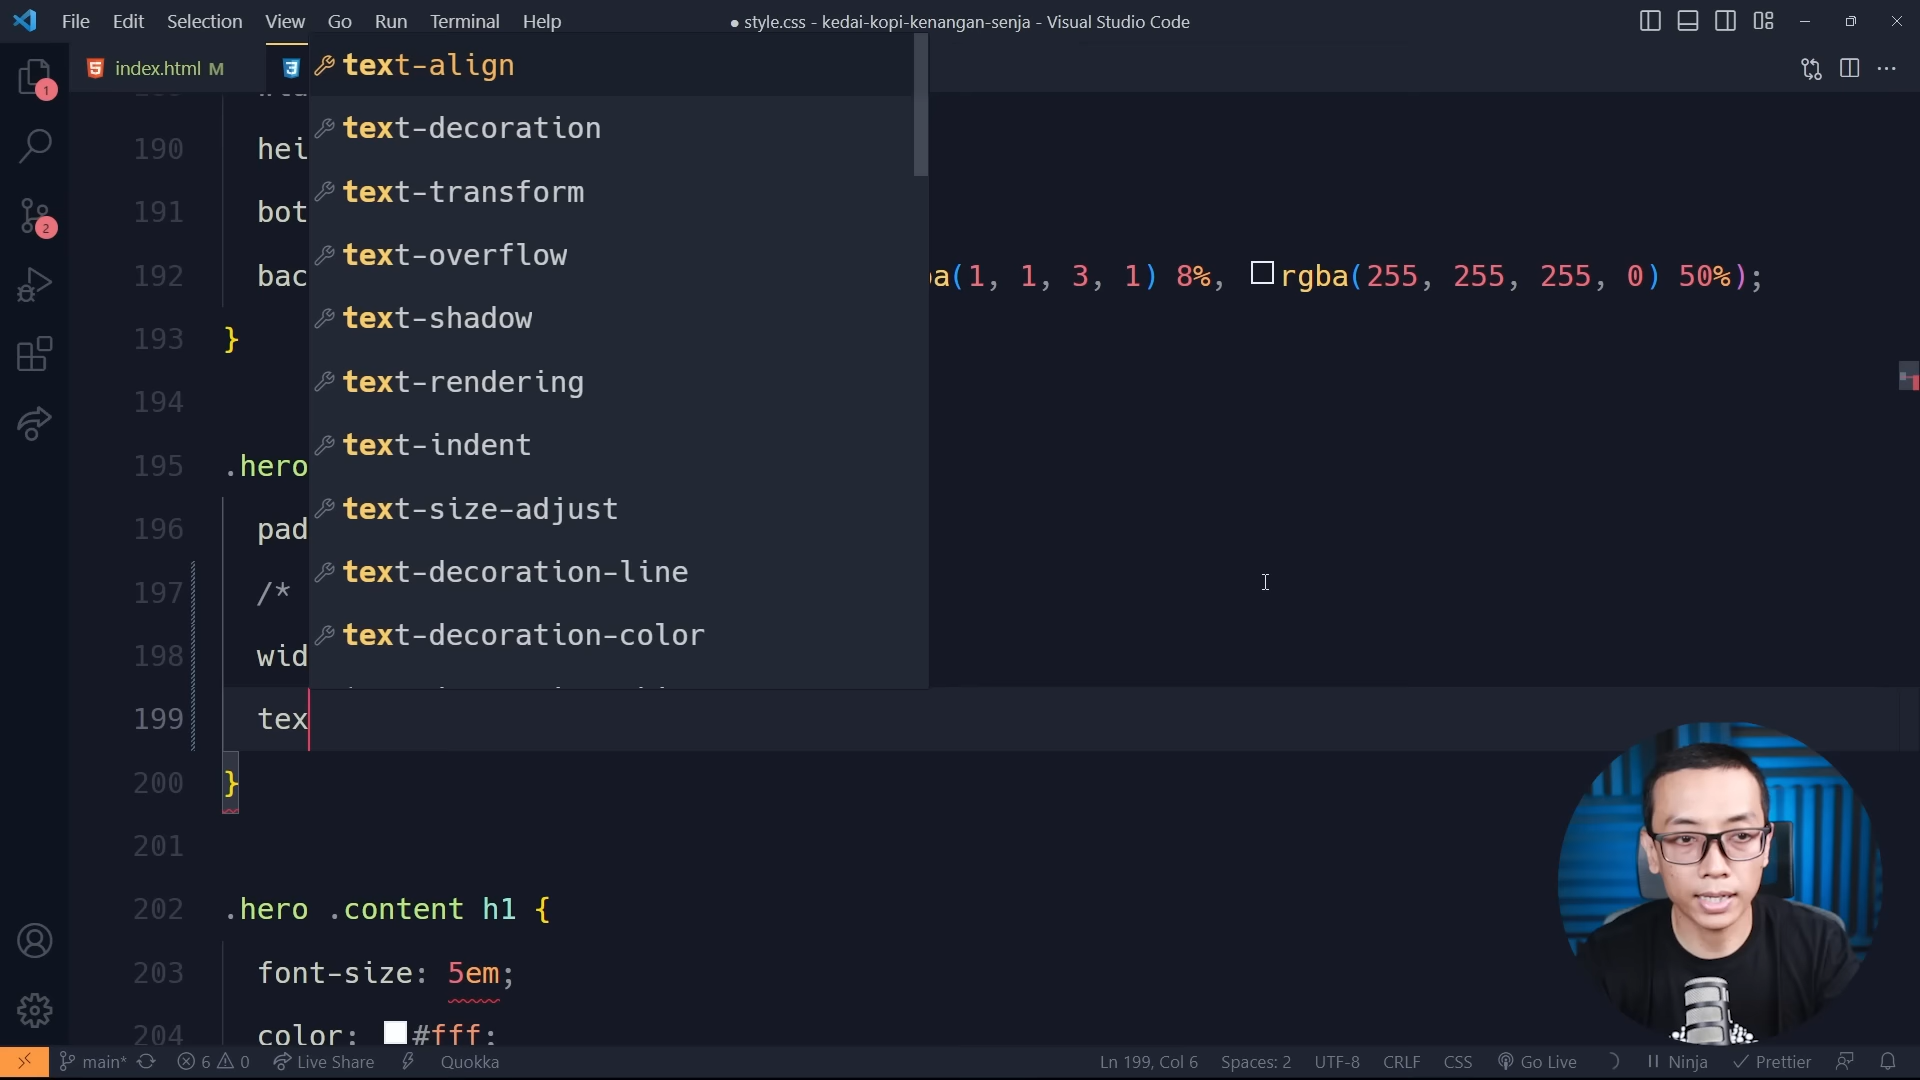 File Edit Selection View Go Run Terminal Help
● style.css - kedai-kopi-kenangan-senja - Visual Studio Code
index.html M
text-align
text-decoration
text-transform
text-overflow
text-shadow
text-rendering
text-indent
text-size-adjust
text-decoration-line
text-decoration-color
190 hei
191 bot
192 bac a(1, 1, 3, 1) 8%, rgba(255, 255, 255, 0) 50%);
193 }
194
195 .hero
196 pad
197 /*
198 wid
199 tex
200 }
201
202 .hero .content h1 {
203 font-size: 5em;
204 color: #fff;
1
2
main* 6 0 Live Share Quokka Ln 199, Col 6 Spaces: 2 UTF-8 CRLF CSS Go Live Ninja Prettier